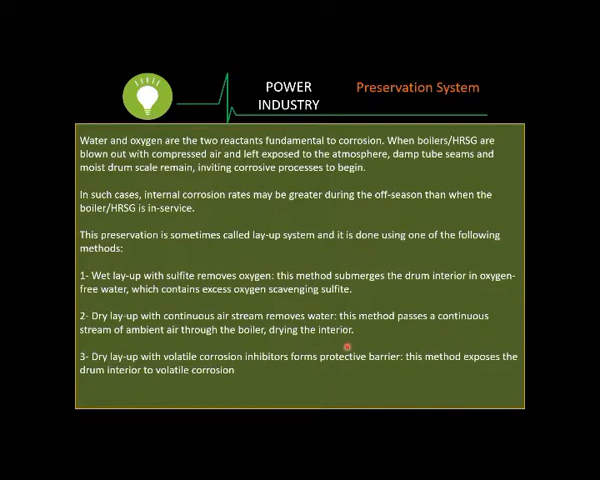 POWER
INDUSTRY
Preservation System
Water and oxygen are the two reactants fundamental to corrosion. When boilers/HRSG are
blown out with compressed air and left exposed to the atmosphere, damp tube seams and
moist drum scale remain, inviting corrosive processes to begin.
In such cases, internal corrosion rates may be greater during the off-season than when the
boiler/HRSG is in-service.
This preservation is sometimes called lay-up system and it is done using one of the following
methods:
1- Wet lay-up with sulfite removes oxygen: this method submerges the drum interior in oxygen-
free water, which contains excess oxygen scavenging sulfite.
2- Dry lay-up with continuous air stream removes water: this method passes a continuous
stream of ambient air through the boiler, drying the interior.
3- Dry lay-up with volatile corrosion inhibitors forms protective barrier: this method exposes the
drum interior to volatile corrosion